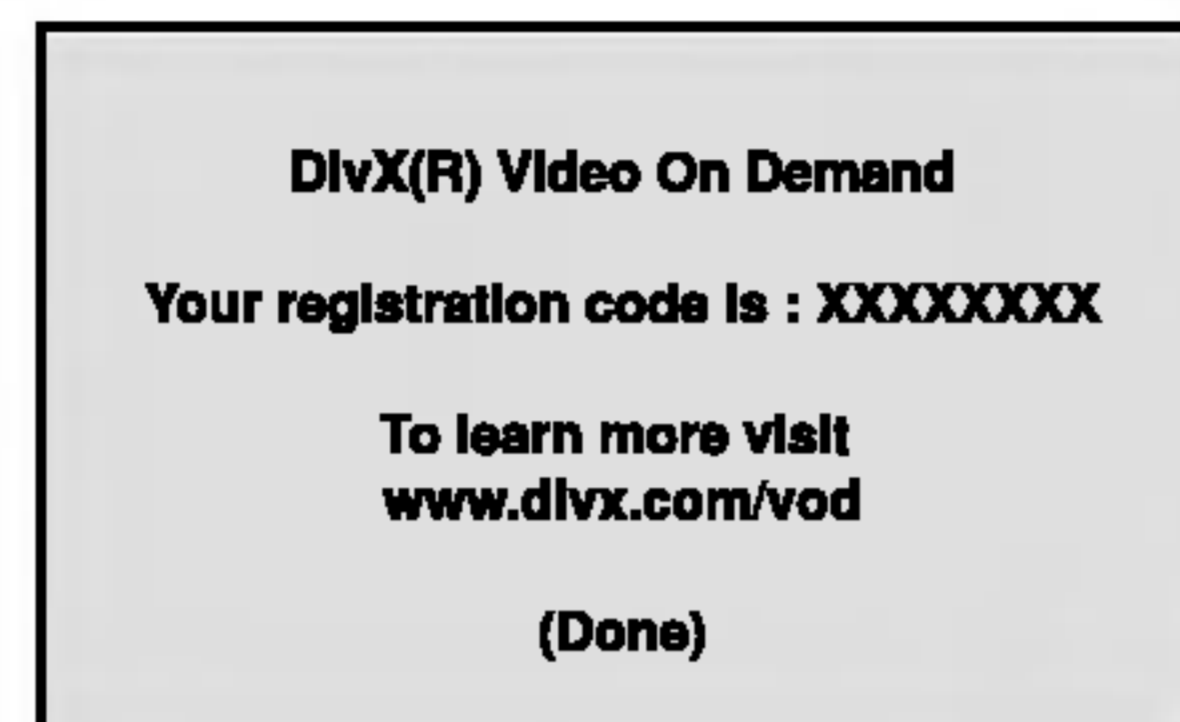 DivX(R) Video On Demand
Your registration code is : XXXXXXXX
To learn more visit
www.divx.com/vod
(Done)